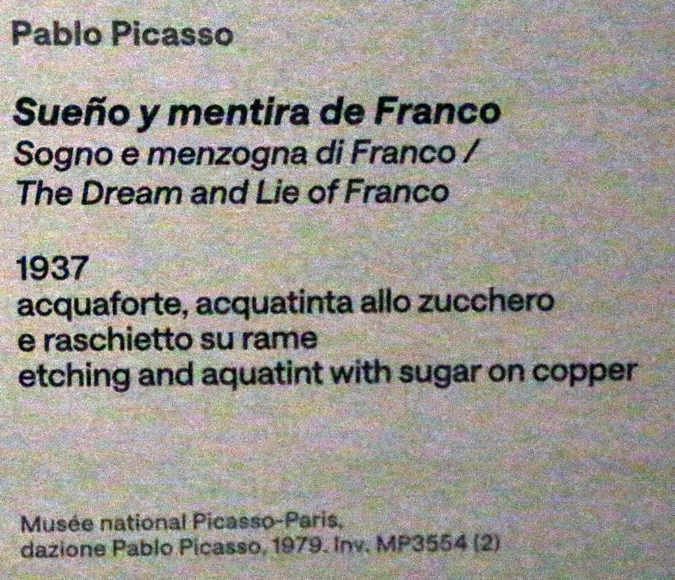 Pablo Picasso
Sueño y mentira de Franco
Sogno e menzogna di Franco /
The Dream and Lie of Franco
1937
acquaforte, acquatinta allo zucchero
e raschietto su rame
etching and aquatint with sugar on copper
Musée national Picasso-Paris,
dazione Pablo Picasso, 1979. Inv. MP3554 (2)